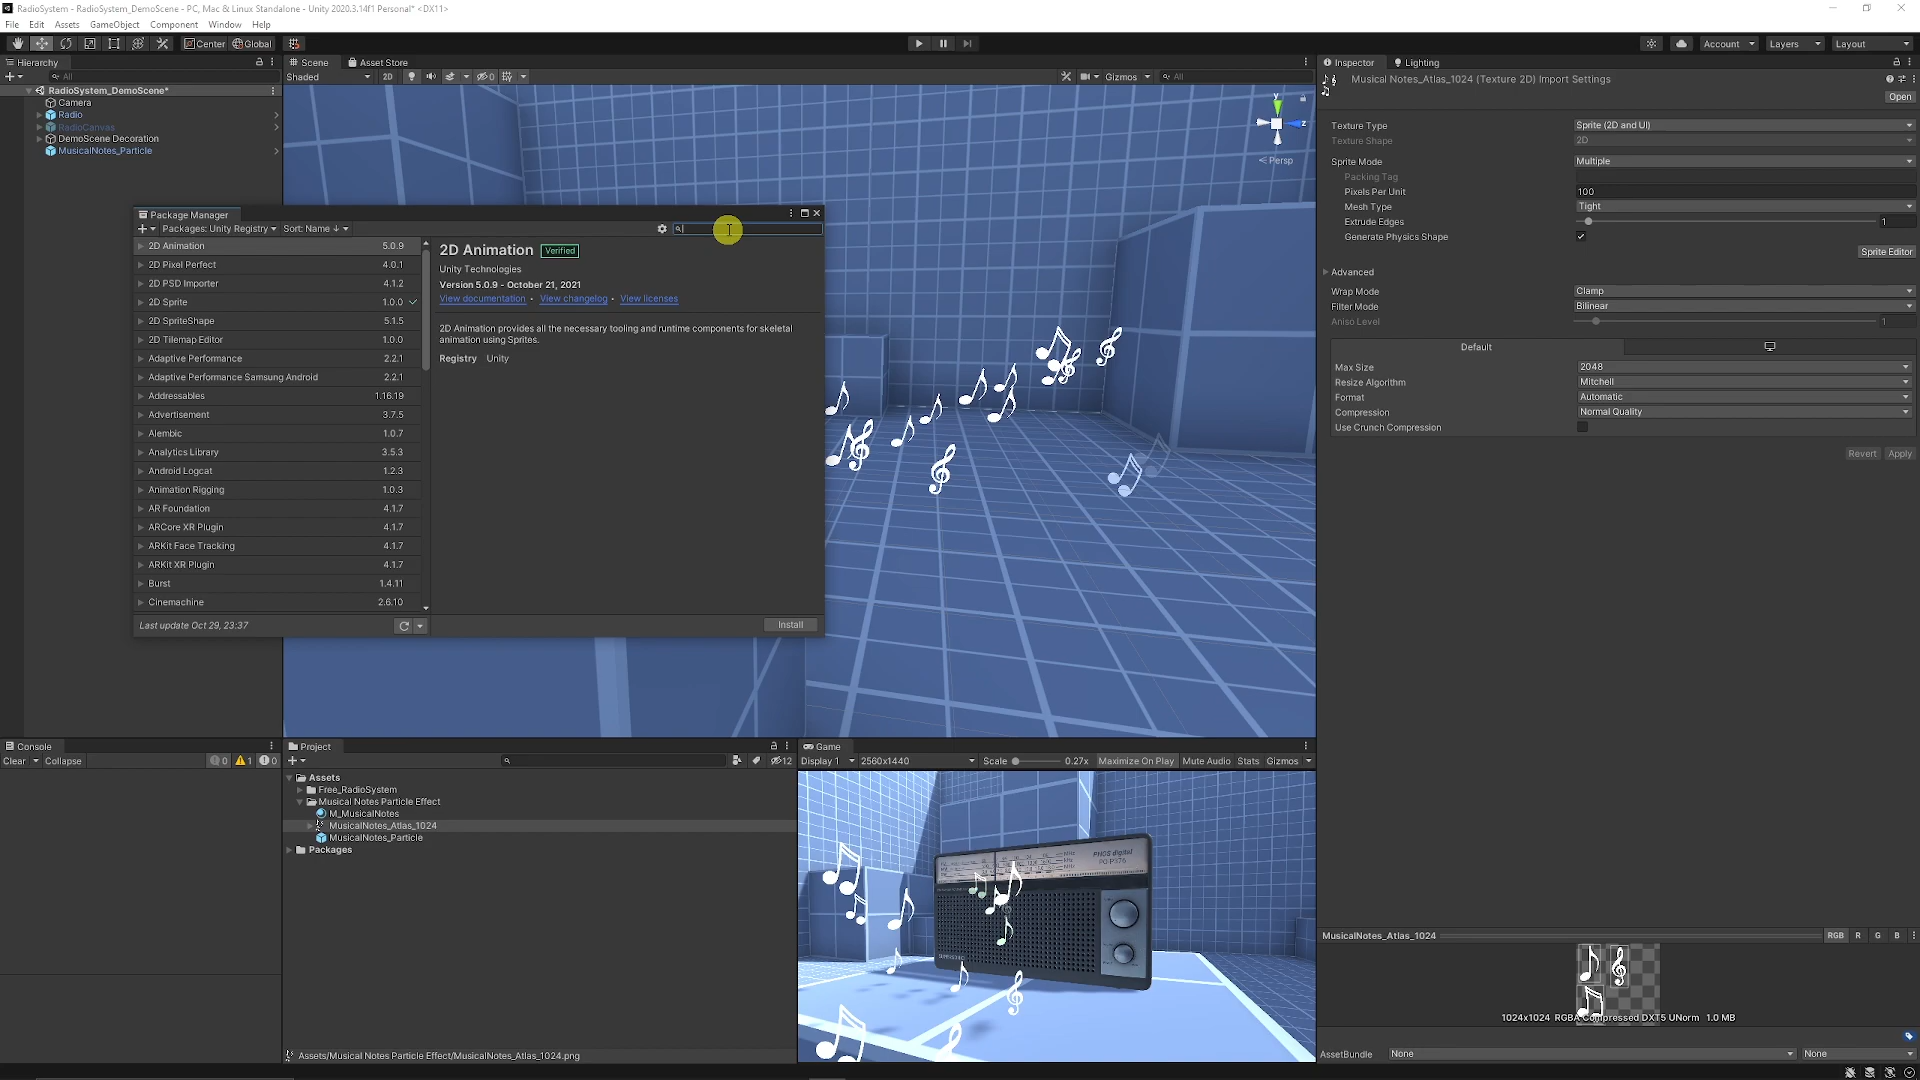 RadioSystem - RadioSystem_DemoScene - PC, Mac & Linux Standalone - Unity 2020.3.14f1 Personal* <DX11>
File Edit Assets GameObject Component Window Help
Center Global Account Layers Layout
Hierarchy
All
RadioSystem_DemoScene*
Camera
Radio
RadioCanvas
DemoScene Decoration
MusicalNotes_Particle
Scene Asset Store
Shaded 2D 0 Gizmos All
y
z
Persp
Package Manager
Packages: Unity Registry Sort: Name ↓
2D Animation 5.0.9
2D Pixel Perfect 4.0.1
2D PSD Importer 4.1.2
2D Sprite 1.0.0
2D SpriteShape 5.1.5
2D Tilemap Editor 1.0.0
Adaptive Performance 2.2.1
Adaptive Performance Samsung Android 2.2.1
Addressables 1.16.19
Advertisement 3.7.5
Alembic 1.0.7
Analytics Library 3.5.3
Android Logcat 1.2.3
Animation Rigging 1.0.3
AR Foundation 4.1.7
ARCore XR Plugin 4.1.7
ARKit Face Tracking 4.1.7
ARKit XR Plugin 4.1.7
Burst 1.4.11
Cinemachine 2.6.10
Last update Oct 29, 23:37
2D Animation Verified
Unity Technologies
Version 5.0.9 - October 21, 2021
View documentation • View changelog • View licenses
2D Animation provides all the necessary tooling and runtime components for skeletal
animation using Sprites.
Registry Unity
Install
Inspector Lighting
Musical Notes_Atlas_1024 (Texture 2D) Import Settings
Open
Texture Type Sprite (2D and UI)
Texture Shape 2D
Sprite Mode Multiple
Packing Tag
Pixels Per Unit 100
Mesh Type Tight
Extrude Edges 1
Generate Physics Shape
Sprite Editor
Advanced
Wrap Mode Clamp
Filter Mode Bilinear
Aniso Level 1
Default
Max Size 2048
Resize Algorithm Mitchell
Format Automatic
Compression Normal Quality
Use Crunch Compression
Revert Apply
Console
Clear Collapse 0 1 0
Project
12
Assets
Free_RadioSystem
Musical Notes Particle Effect
M_MusicalNotes
MusicalNotes_Atlas_1024
MusicalNotes_Particle
Packages
Assets/Musical Notes Particle Effect/MusicalNotes_Atlas_1024.png
Game
Display 1 2560x1440 Scale 0.27x Maximize On Play Mute Audio Stats Gizmos
PHOS digital
PO P376
MusicalNotes_Atlas_1024 RGB R G B
1024x1024 RGBA Compressed DXT5 UNorm 1.0 MB
AssetBundle None None